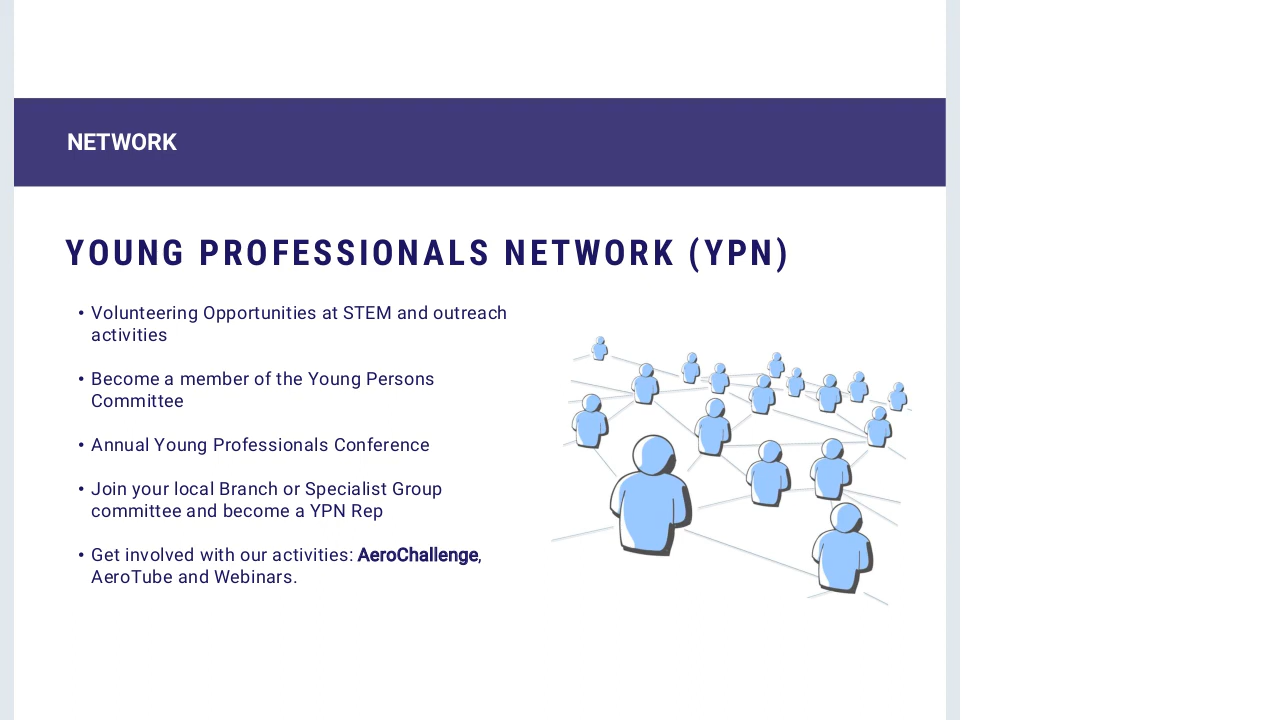 NETWORK
YOUNG PROFESSIONALS NETWORK (YPN)
• Volunteering Opportunities at STEM and outreach
activities
• Become a member of the Young Persons
Committee
• Annual Young Professionals Conference
• Join your local Branch or Specialist Group
committee and become a YPN Rep
• Get involved with our activities: AeroChallenge,
AeroTube and Webinars.